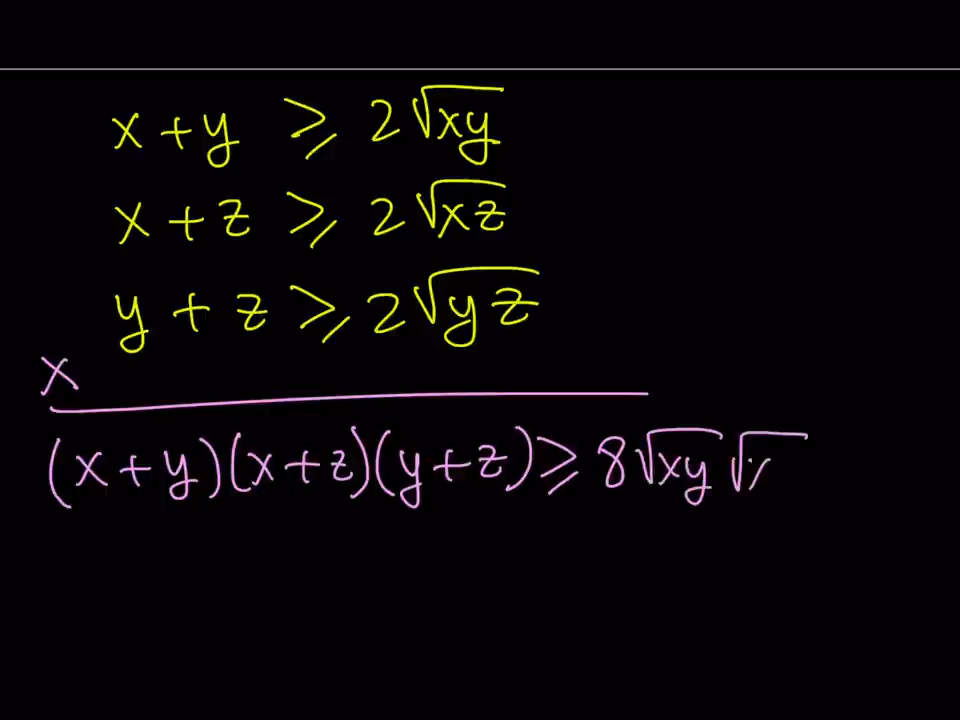 x + y ≥ 2√xy
x + z ≥ 2√xz
y + z ≥ 2√yz
x
(x + y)(x + z)(y + z) ≥ 8√xy √